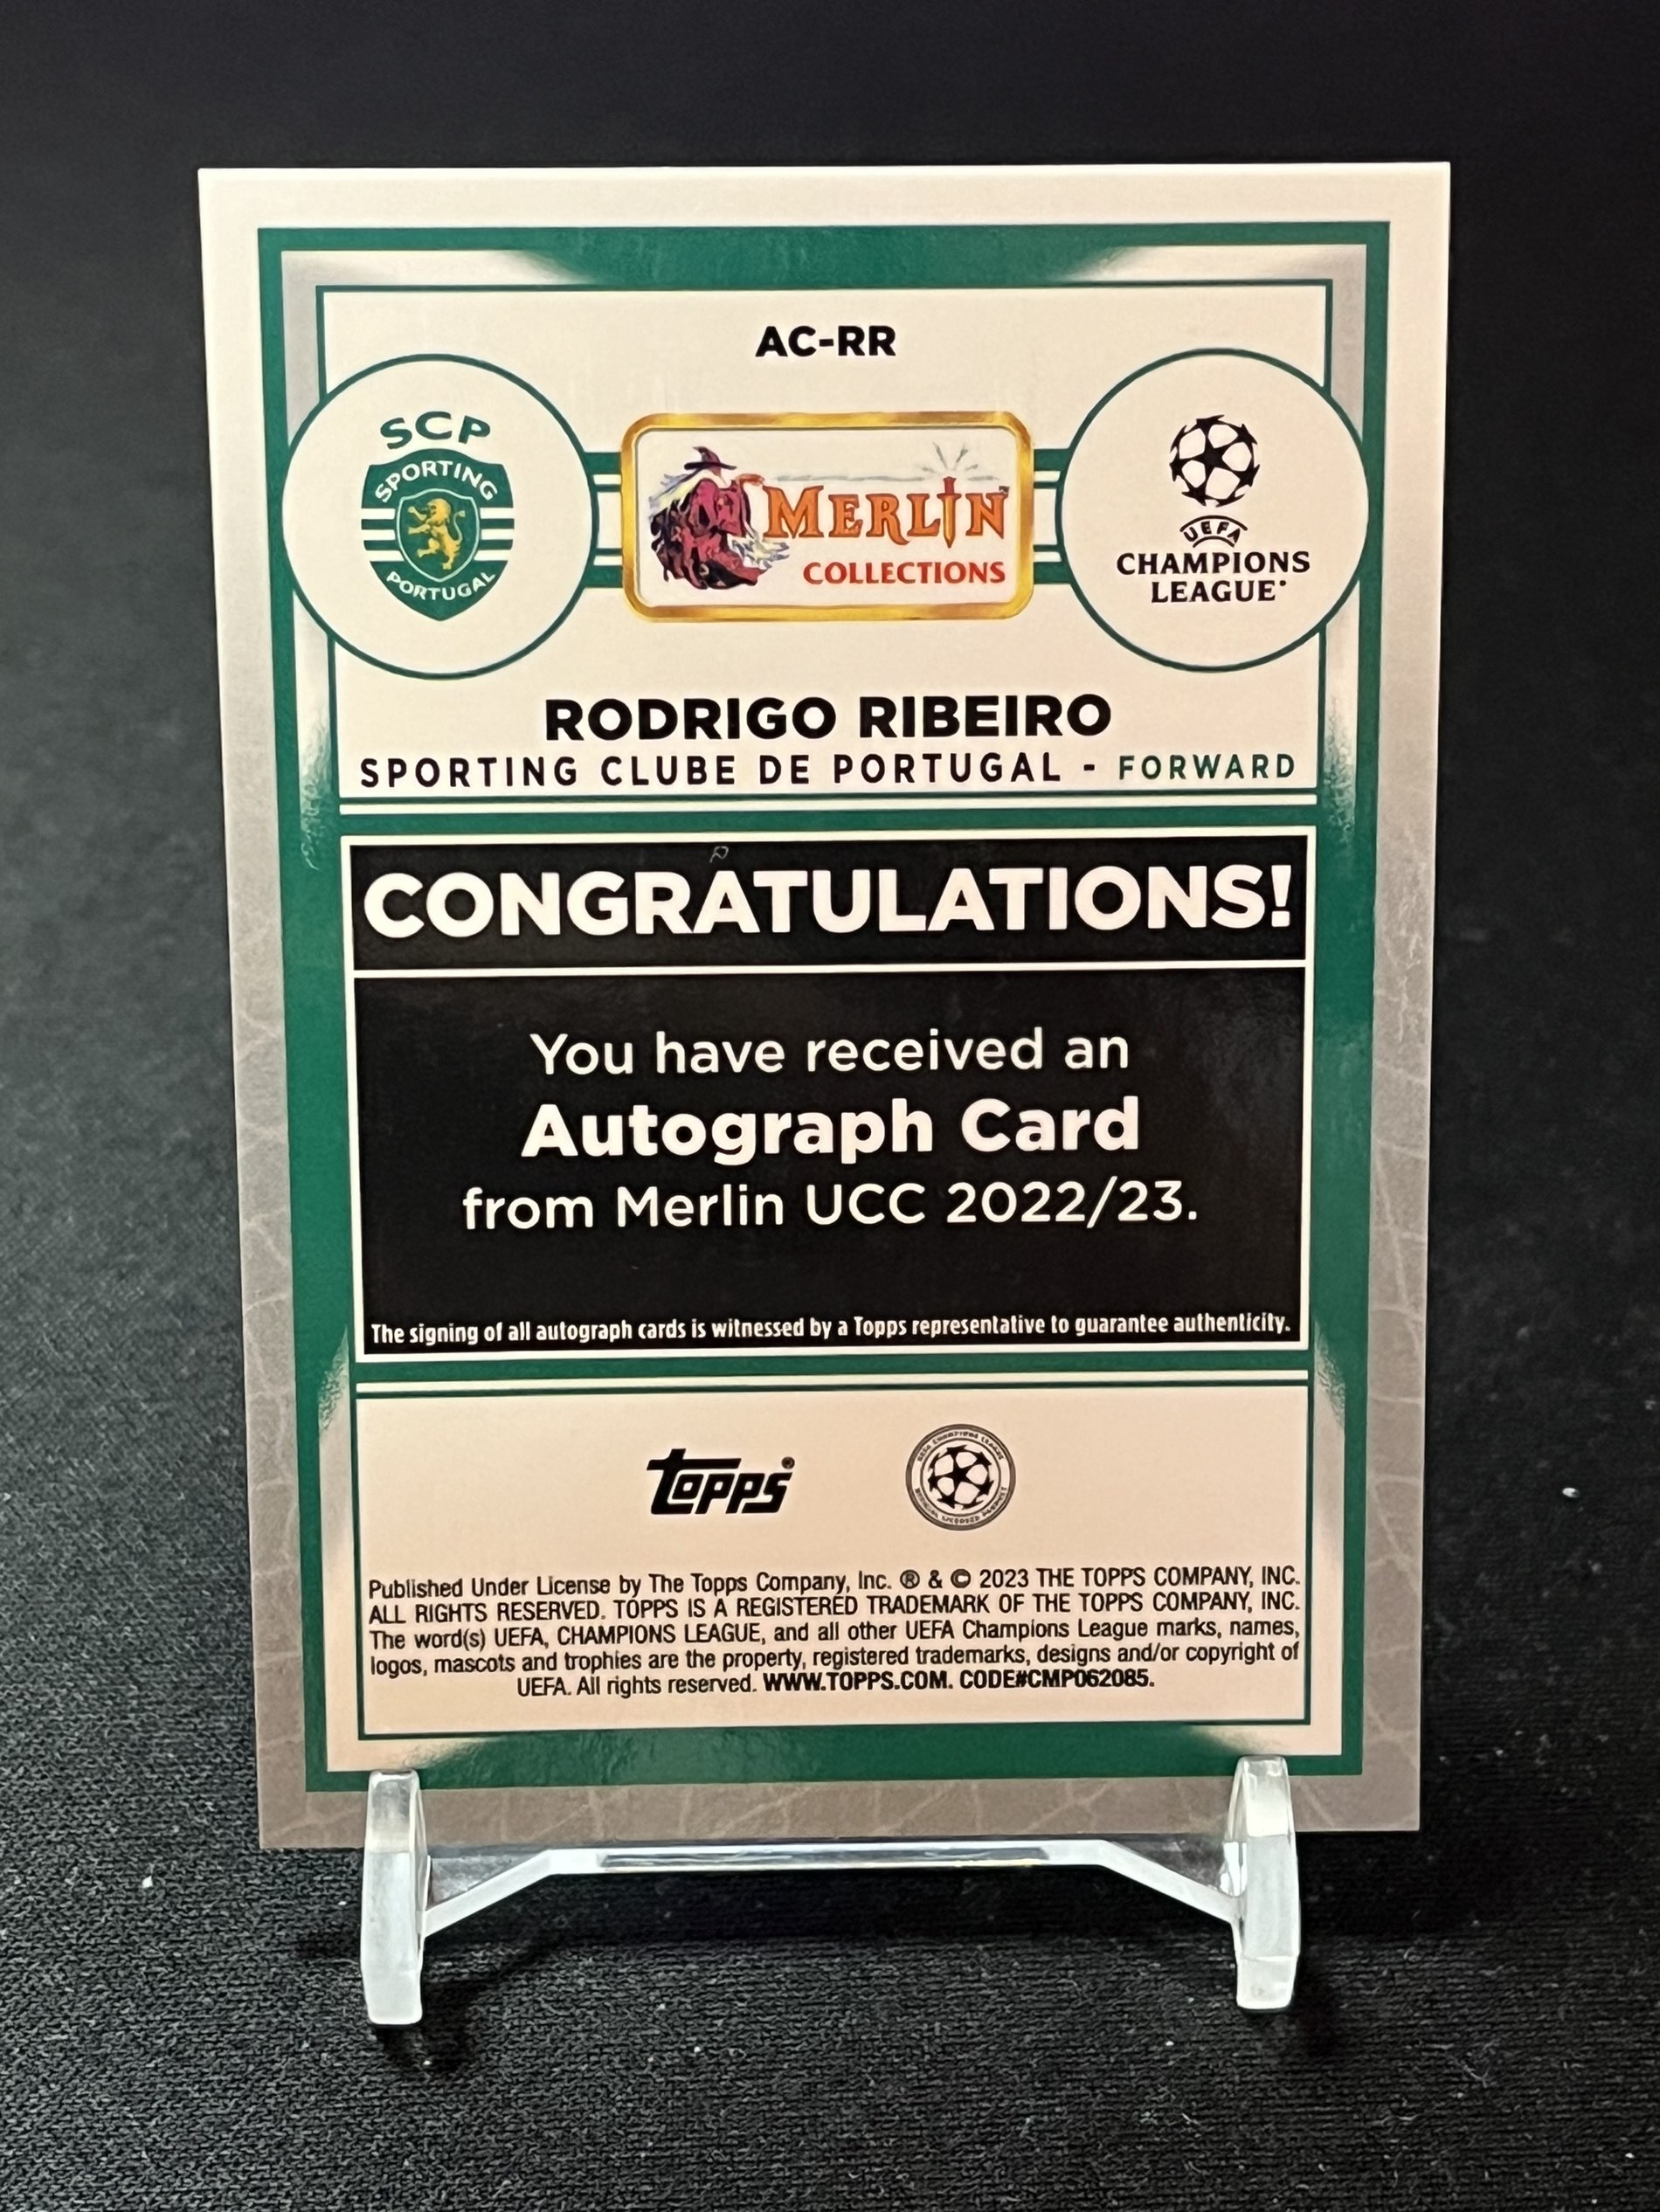 AC-RR
SCP
SPORTING
PORTUGAL
MERLIN™
COLLECTIONS
UEFA
CHAMPIONS
LEAGUE
RODRIGO RIBEIRO
SPORTING CLUBE DE PORTUGAL - FORWARD
CONGRATULATIONS!
You have received an
Autograph Card
from Merlin UCC 2022/23.
The signing of all autograph cards is witnessed by a Topps representative to guarantee authenticity.
topps®
Published Under License by The Topps Company, Inc. ® & © 2023 THE TOPPS COMPANY, INC.
ALL RIGHTS RESERVED. TOPPS IS A REGISTERED TRADEMARK OF THE TOPPS COMPANY, INC.
The word(s) UEFA, CHAMPIONS LEAGUE, and all other UEFA Champions League marks, names,
logos, mascots and trophies are the property, registered trademarks, designs and/or copyright of
UEFA. All rights reserved. WWW.TOPPS.COM. CODE#CMP062085.